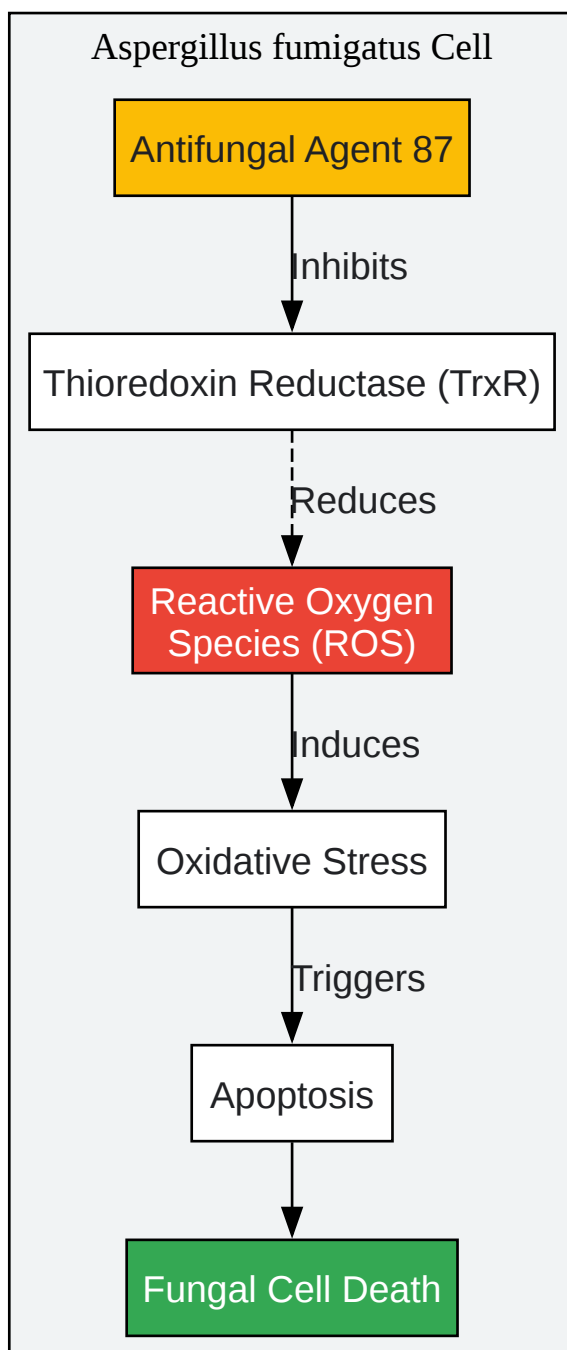 Aspergillus fumigatus Cell
Antifungal Agent 87
Inhibits
Thioredoxin Reductase (TrxR)
Reduces
Reactive Oxygen
Species (ROS)
Induces
Oxidative Stress
Triggers
Apoptosis
Fungal Cell Death